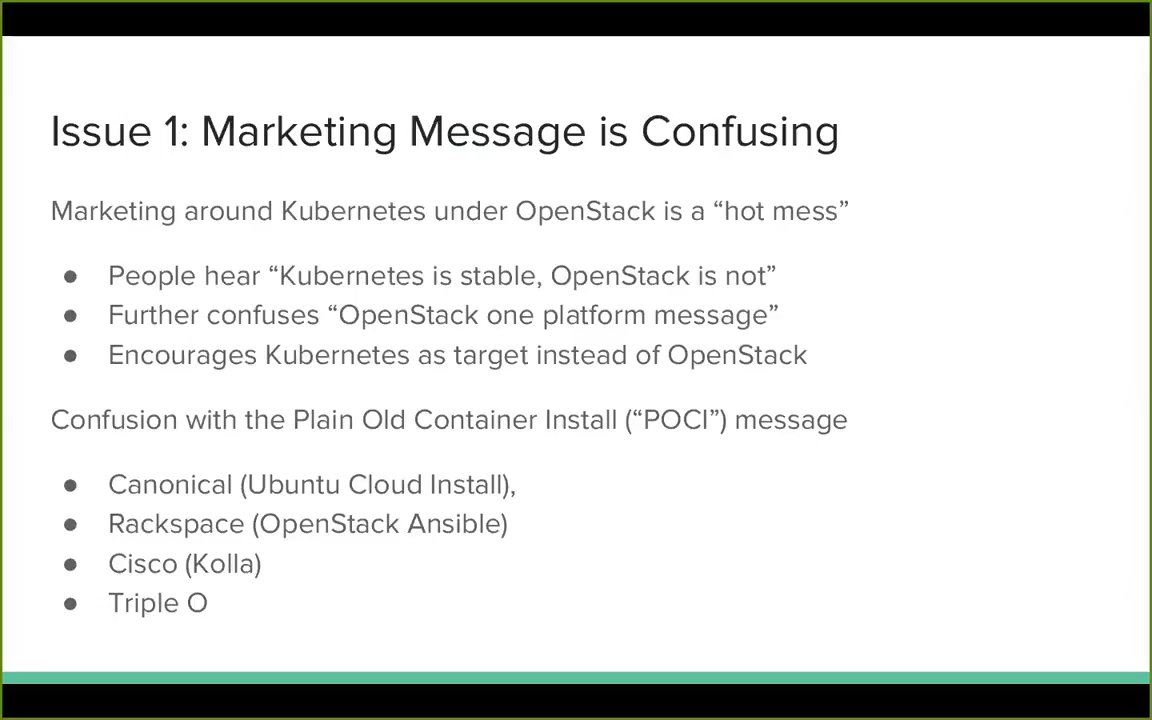 Issue 1: Marketing Message is Confusing
Marketing around Kubernetes under OpenStack is a “hot mess”
● People hear “Kubernetes is stable, OpenStack is not”
● Further confuses “OpenStack one platform message”
● Encourages Kubernetes as target instead of OpenStack
Confusion with the Plain Old Container Install (“POCI”) message
● Canonical (Ubuntu Cloud Install),
● Rackspace (OpenStack Ansible)
● Cisco (Kolla)
● Triple O